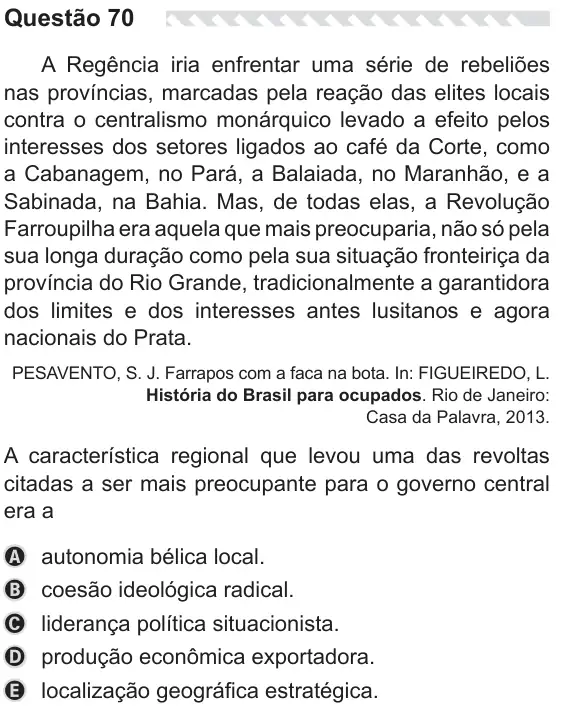 Questão 70
A Regência iria enfrentar uma série de rebeliões
nas províncias, marcadas pela reação das elites locais
contra o centralismo monárquico levado a efeito pelos
interesses dos setores ligados ao café da Corte, como
a Cabanagem, no Pará, a Balaiada, no Maranhão, e a
Sabinada, na Bahia. Mas, de todas elas, a Revolução
Farroupilha era aquela que mais preocuparia, não só pela
sua longa duração como pela sua situação fronteiriça da
província do Rio Grande, tradicionalmente a garantidora
dos limites e dos interesses antes lusitanos e agora
nacionais do Prata.
PESAVENTO, S. J. Farrapos com a faca na bota. In: FIGUEIREDO, L.
História do Brasil para ocupados. Rio de Janeiro:
Casa da Palavra, 2013.
A característica regional que levou uma das revoltas
citadas a ser mais preocupante para o governo central
era a
A autonomia bélica local.
B coesão ideológica radical.
C liderança política situacionista.
D produção econômica exportadora.
E localização geográfica estratégica.